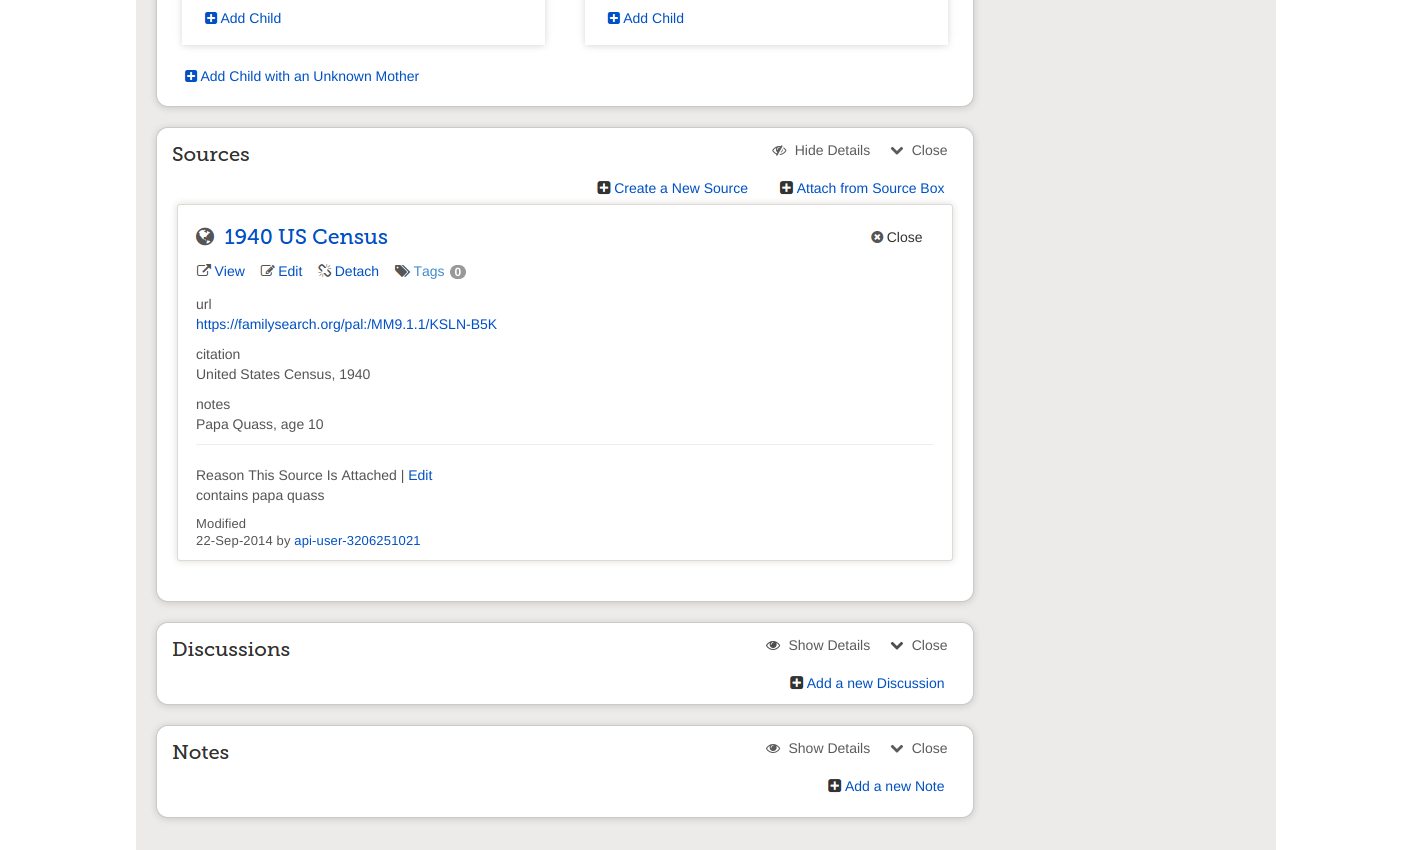 Add Child Add Child
Add Child with an Unknown Mother
Sources Hide Details Close
Create a New Source Attach from Source Box
1940 US Census Close
View Edit Detach Tags 0
url
https://familysearch.org/pal:/MM9.1.1/KSLN-B5K
citation
United States Census, 1940
notes
Papa Quass, age 10
Reason This Source Is Attached | Edit
contains papa quass
Modified
22-Sep-2014 by api-user-3206251021
Discussions Show Details Close
Add a new Discussion
Notes Show Details Close
Add a new Note